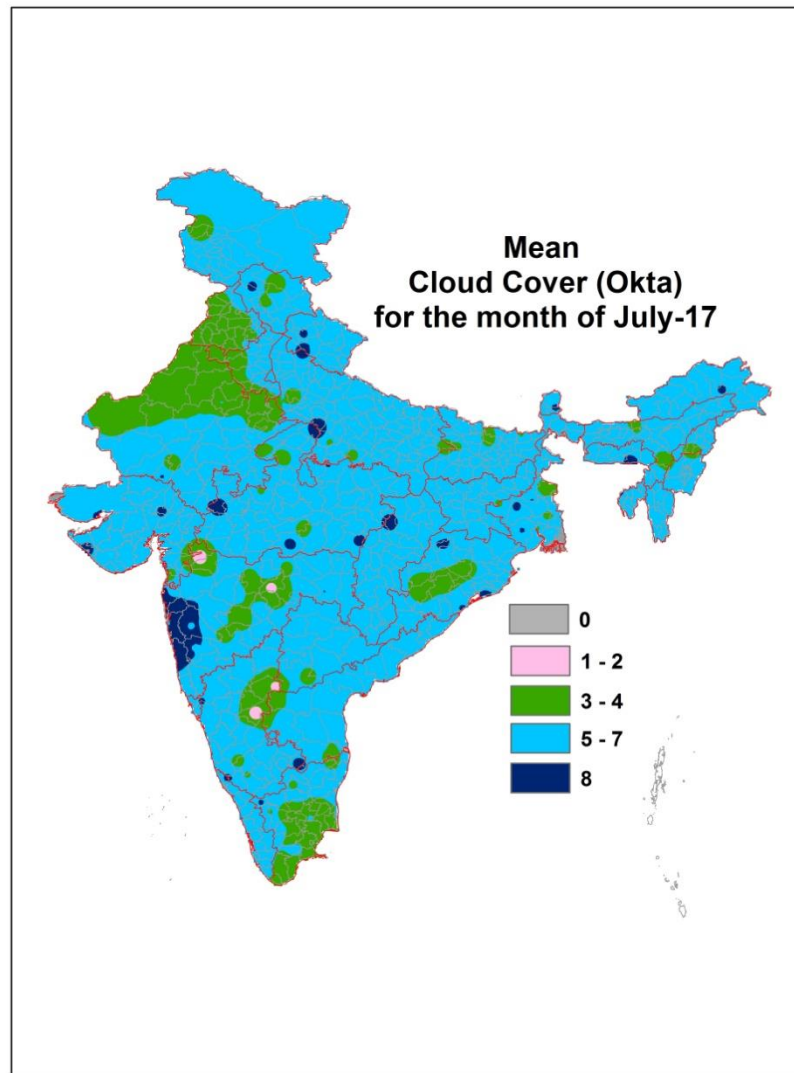 Mean
Cloud Cover (Okta)
for the month of July-17
0
1 - 2
3 - 4
5 - 7
8